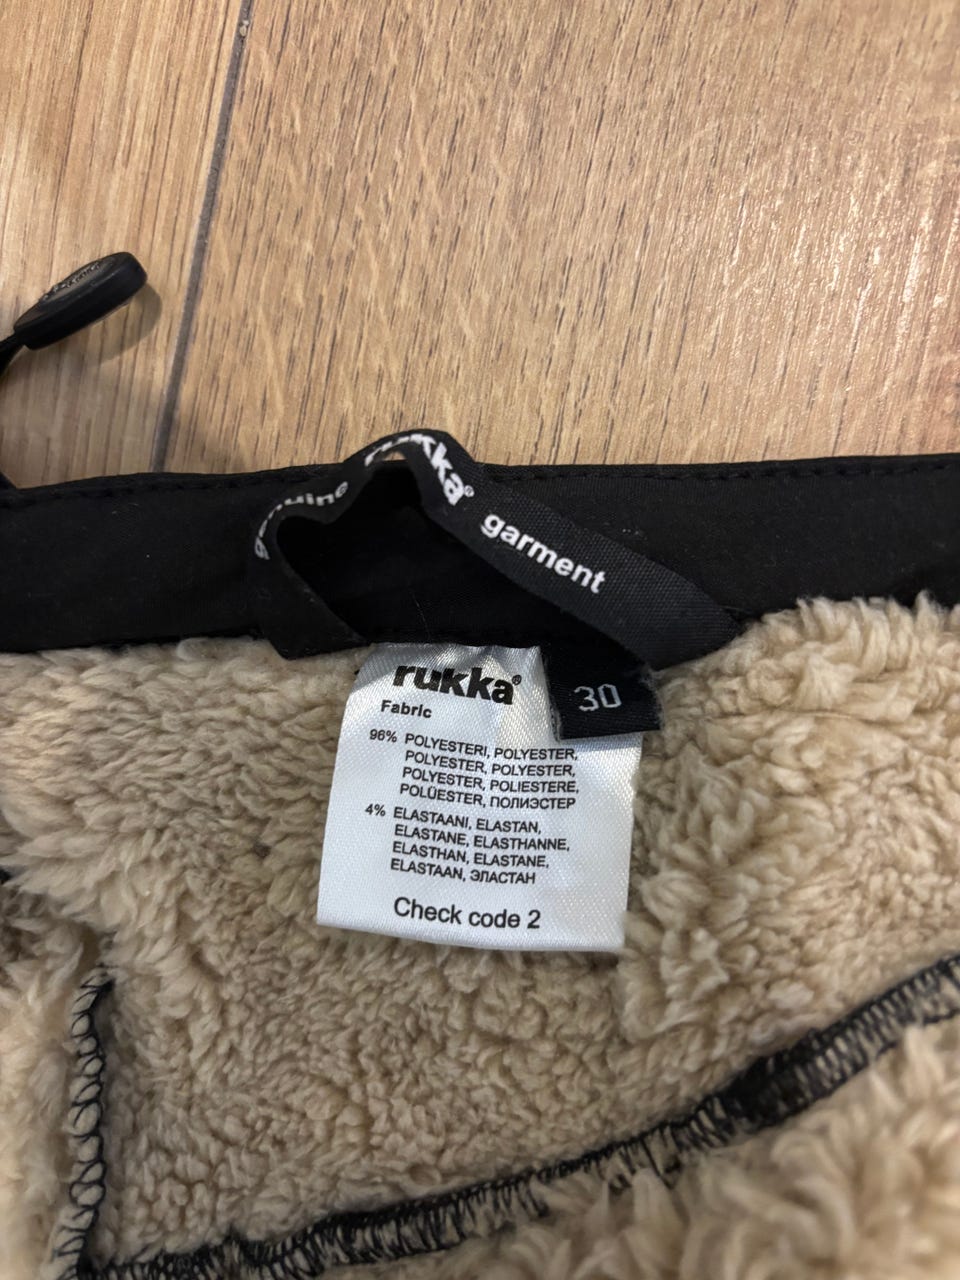 genuine rukka® garment
rukka®
30
Fabric
96% POLYESTERI, POLYESTER,
POLYESTER, POLYESTER,
POLYESTER, POLIESTERE,
POLÜESTER, ПОЛИЭСТЕР
4% ELASTAANI, ELASTAN,
ELASTANE, ELASTHANNE,
ELASTHAN, ELASTANE,
ELASTAAN, ЭЛАСТАН
Check code 2